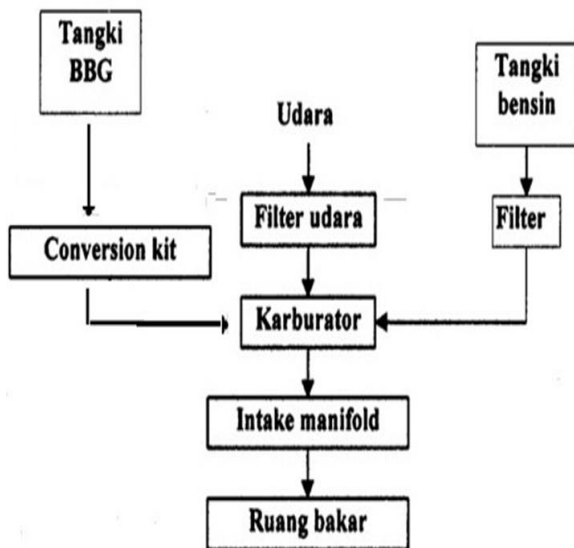 Tangki
BBG
Tangki
bensin
Udara
Filter udara
Filter
Conversion kit
Karburator
Intake manifold
Ruang bakar